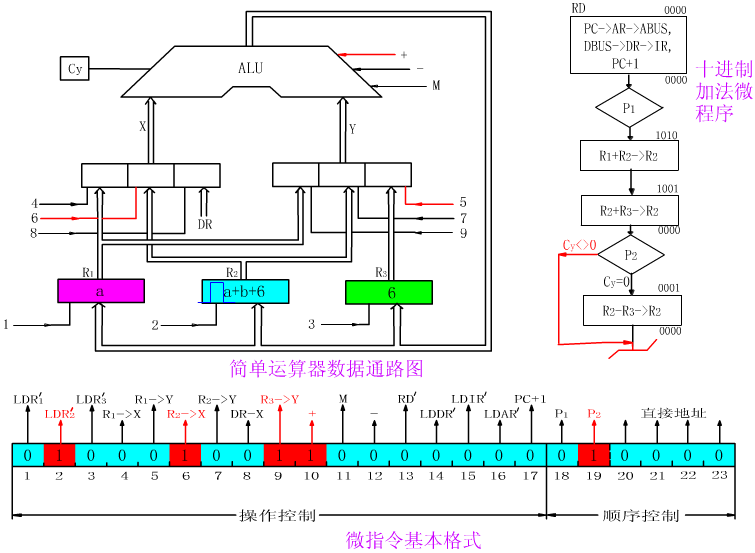 RD
0000
PC->AR->ABUS,
DBUS->DR->IR,
PC+1
0000
十进制
加法微
程序
P1
1010
R1+R2->R2
1001
R2+R3->R2
0000
Cy<>0
P2
Cy=0
0001
R2-R3->R2
0000
Cy
ALU
+
-
M
X
Y
4
6
8
DR
5
7
9
R1
R2
R3
a
a+b+6
6
1
2
3
简单运算器数据通路图
LDR1′
LDR2′
LDR3′
R1->X
R1->Y
R2->X
R2->Y
DR-X
R3->Y
+
M
-
RD′
LDDR′
LDIR′
LDAR′
PC+1
P1
P2
直接地址
0 1 0 0 0 1 0 0 1 1 0 0 0 0 0 0 0 0 1 0 0 0 0
1 2 3 4 5 6 7 8 9 10 11 12 13 14 15 16 17 18 19 20 21 22 23
操作控制
顺序控制
微指令基本格式